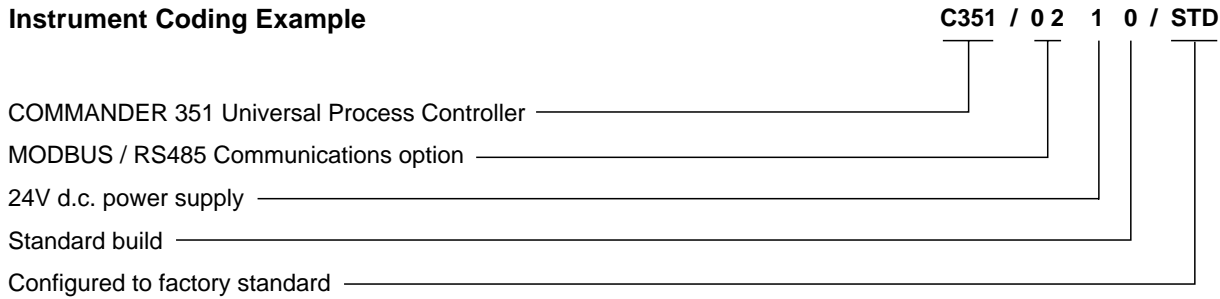 Instrument Coding Example C351 / 0 2 1 0 / STD
COMMANDER 351 Universal Process Controller
MODBUS / RS485 Communications option
24V d.c. power supply
Standard build
Configured to factory standard